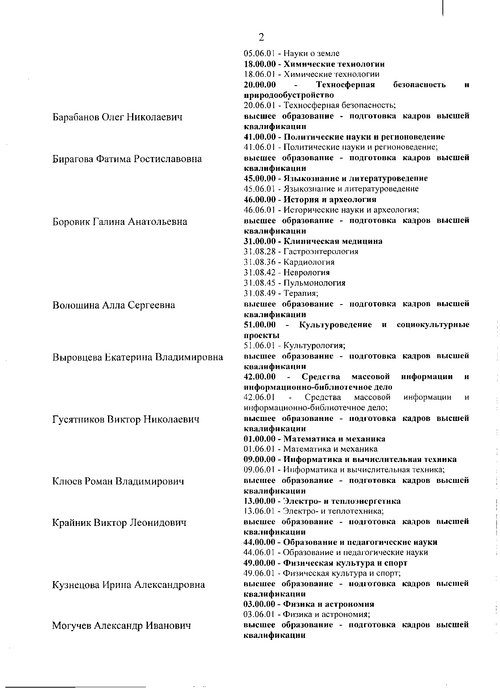 2
05.06.01 - Науки о земле
18.00.00 - Химические технологии
18.06.01 - Химические технологии
20.00.00 - Техносферная безопасность и
природообустройство
20.06.01 - Техносферная безопасность;
Барабанов Олег Николаевич
высшее образование - подготовка кадров высшей
квалификации
41.00.00 - Политические науки и регионоведение
41.06.01 - Политические науки и регионоведение;
Бирагова Фатима Ростиславовна
высшее образование - подготовка кадров высшей
квалификации
45.00.00 - Языкознание и литературоведение
45.06.01 - Языкознание и литературоведение
46.00.00 - История и археология
46.06.01 - Исторические науки и археология;
Боровик Галина Анатольевна
высшее образование - подготовка кадров высшей
квалификации
31.00.00 - Клиническая медицина
31.08.28 - Гастроэнтерология
31.08.36 - Кардиология
31.08.42 - Неврология
31.08.45 - Пульмонология
31.08.49 - Терапия;
Волошина Алла Сергеевна
высшее образование - подготовка кадров высшей
квалификации
51.00.00 - Культуроведение и социокультурные
проекты
51.06.01 - Культурология;
Выровцева Екатерина Владимировна
высшее образование - подготовка кадров высшей
квалификации
42.00.00 - Средства массовой информации и
информационно-библиотечное дело
42.06.01 - Средства массовой информации и
информационно-библиотечное дело;
Гусятников Виктор Николаевич
высшее образование - подготовка кадров высшей
квалификации
01.00.00 - Математика и механика
01.06.01 - Математика и механика
09.00.00 - Информатика и вычислительная техника
09.06.01 - Информатика и вычислительная техника;
Клюев Роман Владимирович
высшее образование - подготовка кадров высшей
квалификации
13.00.00 - Электро- и теплоэнергетика
13.06.01 - Электро- и теплотехника;
Крайник Виктор Леонидович
высшее образование - подготовка кадров высшей
квалификации
44.00.00 - Образование и педагогические науки
44.06.01 - Образование и педагогические науки
49.00.00 - Физическая культура и спорт
49.06.01 - Физическая культура и спорт;
Кузнецова Ирина Александровна
высшее образование - подготовка кадров высшей
квалификации
03.00.00 - Физика и астрономия
03.06.01 - Физика и астрономия;
Могучев Александр Иванович
высшее образование - подготовка кадров высшей
квалификации